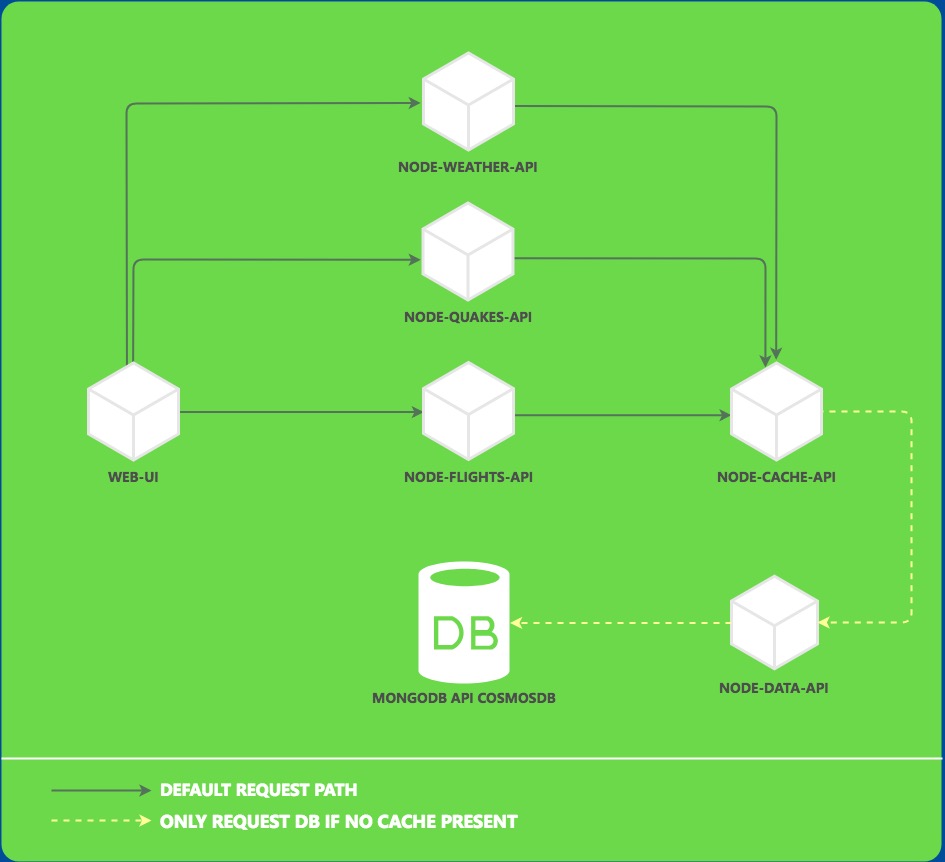 NODE-WEATHER-API
NODE-QUAKES-API
WEB-UI
NODE-FLIGHTS-API
NODE-CACHE-API
DB
MONGODB API COSMOSDB
NODE-DATA-API
DEFAULT REQUEST PATH
ONLY REQUEST DB IF NO CACHE PRESENT